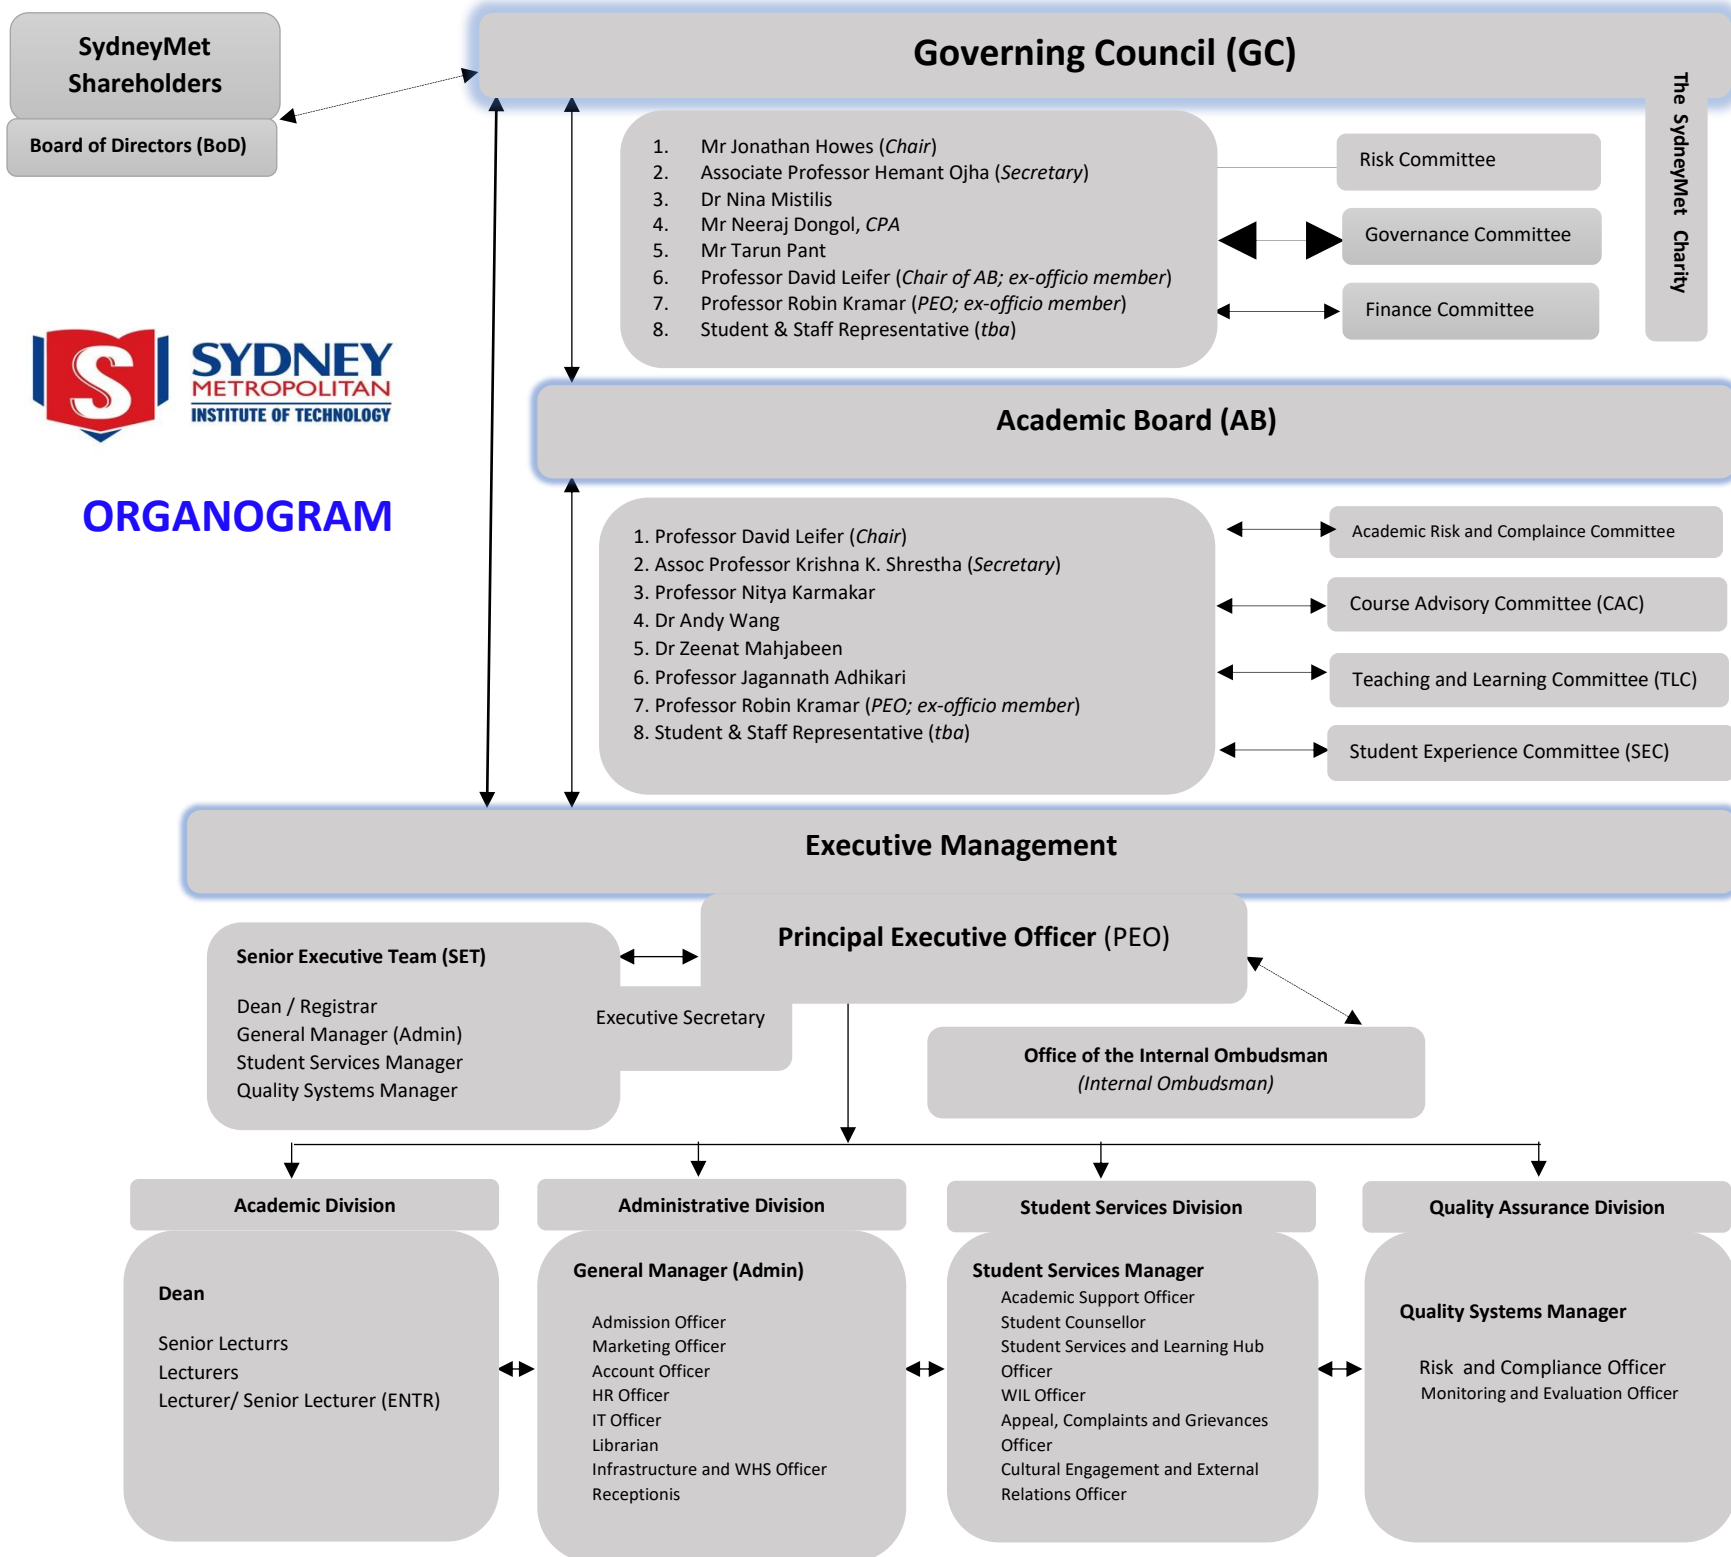 SydneyMet
Shareholders
Board of Directors (BoD)
Governing Council (GC)
The SydneyMet Charity
1. Mr Jonathan Howes (Chair)
2. Associate Professor Hemant Ojha (Secretary)
3. Dr Nina Mistilis
4. Mr Neeraj Dongol, CPA
5. Mr Tarun Pant
6. Professor David Leifer (Chair of AB; ex-officio member)
7. Professor Robin Kramar (PEO; ex-officio member)
8. Student & Staff Representative (tba)
Risk Committee
Governance Committee
Finance Committee
S
SYDNEY
METROPOLITAN
INSTITUTE OF TECHNOLOGY
ORGANOGRAM
Academic Board (AB)
1. Professor David Leifer (Chair)
2. Assoc Professor Krishna K. Shrestha (Secretary)
3. Professor Nitya Karmakar
4. Dr Andy Wang
5. Dr Zeenat Mahjabeen
6. Professor Jagannath Adhikari
7. Professor Robin Kramar (PEO; ex-officio member)
8. Student & Staff Representative (tba)
Academic Risk and Complaince Committee
Course Advisory Committee (CAC)
Teaching and Learning Committee (TLC)
Student Experience Committee (SEC)
Executive Management
Principal Executive Officer (PEO)
Senior Executive Team (SET)
Dean / Registrar
General Manager (Admin)
Student Services Manager
Quality Systems Manager
Executive Secretary
Office of the Internal Ombudsman
(Internal Ombudsman)
Academic Division
Dean
Senior Lecturrs
Lecturers
Lecturer/ Senior Lecturer (ENTR)
Administrative Division
General Manager (Admin)
Admission Officer
Marketing Officer
Account Officer
HR Officer
IT Officer
Librarian
Infrastructure and WHS Officer
Receptionis
Student Services Division
Student Services Manager
Academic Support Officer
Student Counsellor
Student Services and Learning Hub
Officer
WIL Officer
Appeal, Complaints and Grievances
Officer
Cultural Engagement and External
Relations Officer
Quality Assurance Division
Quality Systems Manager
Risk and Compliance Officer
Monitoring and Evaluation Officer